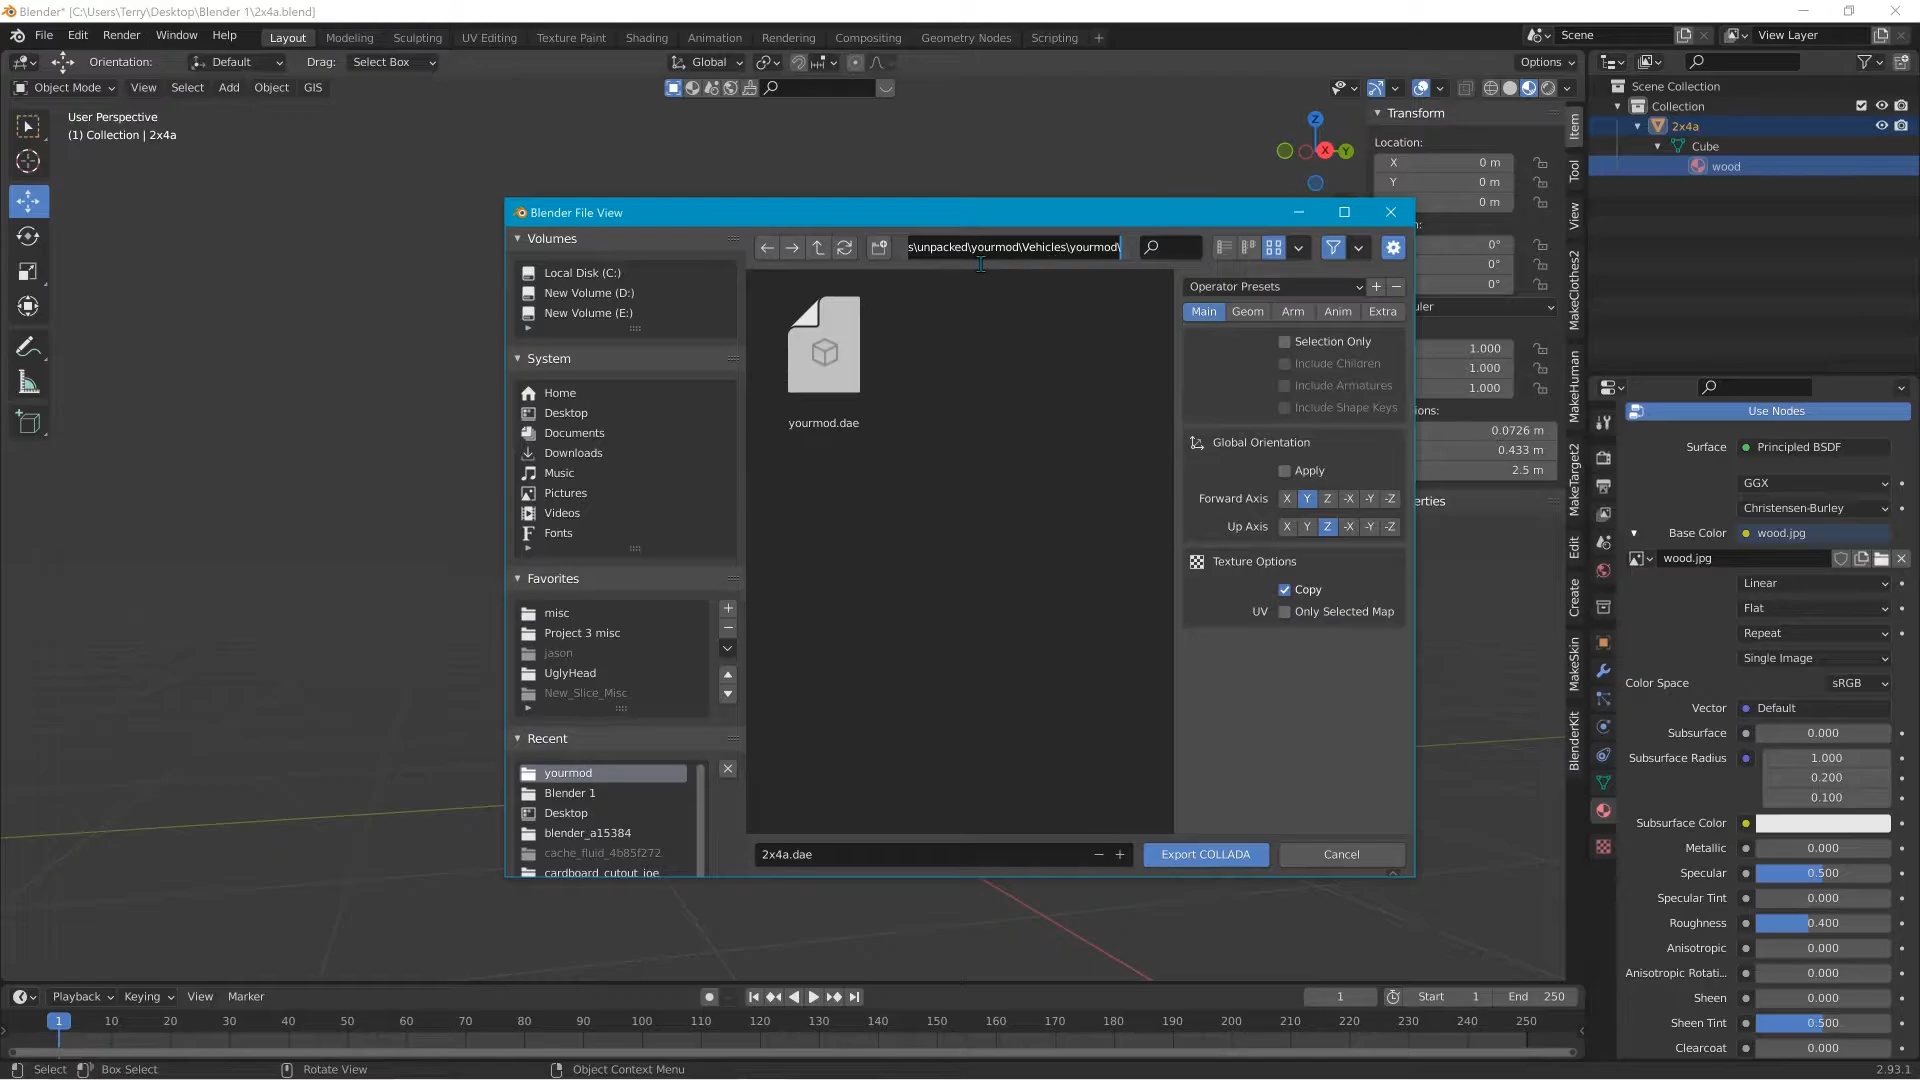 Blender* [C:\Users\Terry\Desktop\Blender 1\2x4a.blend]
File Edit Render Window Help Layout Modeling Sculpting UV Editing Texture Paint Shading Animation Rendering Compositing Geometry Nodes Scripting + Scene View Layer
Orientation: Default Drag: Select Box Global Options
Object Mode View Select Add Object GIS
User Perspective
(1) Collection | 2x4a
Z
X
Y
Transform
Location:
X 0 m
Y 0 m
0 m
0°
0°
0°
1.000
1.000
1.000
0.0726 m
0.433 m
2.5 m
Item
Tool
View
MakeClothes2
MakeHuman
MakeTarget2
Edit
Create
MakeSkin
BlenderKit
Scene Collection
Collection
2x4a
Cube
wood
Blender File View
Volumes
Local Disk (C:)
New Volume (D:)
New Volume (E:)
System
Home
Desktop
Documents
Downloads
Music
Pictures
Videos
Fonts
Favorites
misc
Project 3 misc
jason
UglyHead
New_Slice_Misc
Recent
yourmod
Blender 1
Desktop
blender_a15384
cache_fluid_4b85f272
cardboard_cutout_joe
s\unpacked\yourmod\Vehicles\yourmod\
yourmod.dae
Operator Presets
Main Geom Arm Anim Extra
Selection Only
Include Children
Include Armatures
Include Shape Keys
Global Orientation
Apply
Forward Axis X Y Z -X -Y -Z
Up Axis X Y Z -X -Y -Z
Texture Options
Copy
UV Only Selected Map
2x4a.dae
Export COLLADA Cancel
Use Nodes
Surface Principled BSDF
GGX
Christensen-Burley
Base Color wood.jpg
wood.jpg
Linear
Flat
Repeat
Single Image
Color Space sRGB
Vector Default
Subsurface 0.000
Subsurface Radius 1.000
0.200
0.100
Subsurface Color
Metallic 0.000
Specular 0.500
Specular Tint 0.000
Roughness 0.400
Anisotropic 0.000
Anisotropic Rotati... 0.000
Sheen 0.000
Sheen Tint 0.500
Clearcoat 0.000
Playback Keying View Marker 1 Start 1 End 250
1 10 20 30 40 50 60 70 80 90 100 110 120 130 140 150 160 170 180 190 200 210 220 230 240 250
Select Box Select Rotate View Object Context Menu 2.93.1